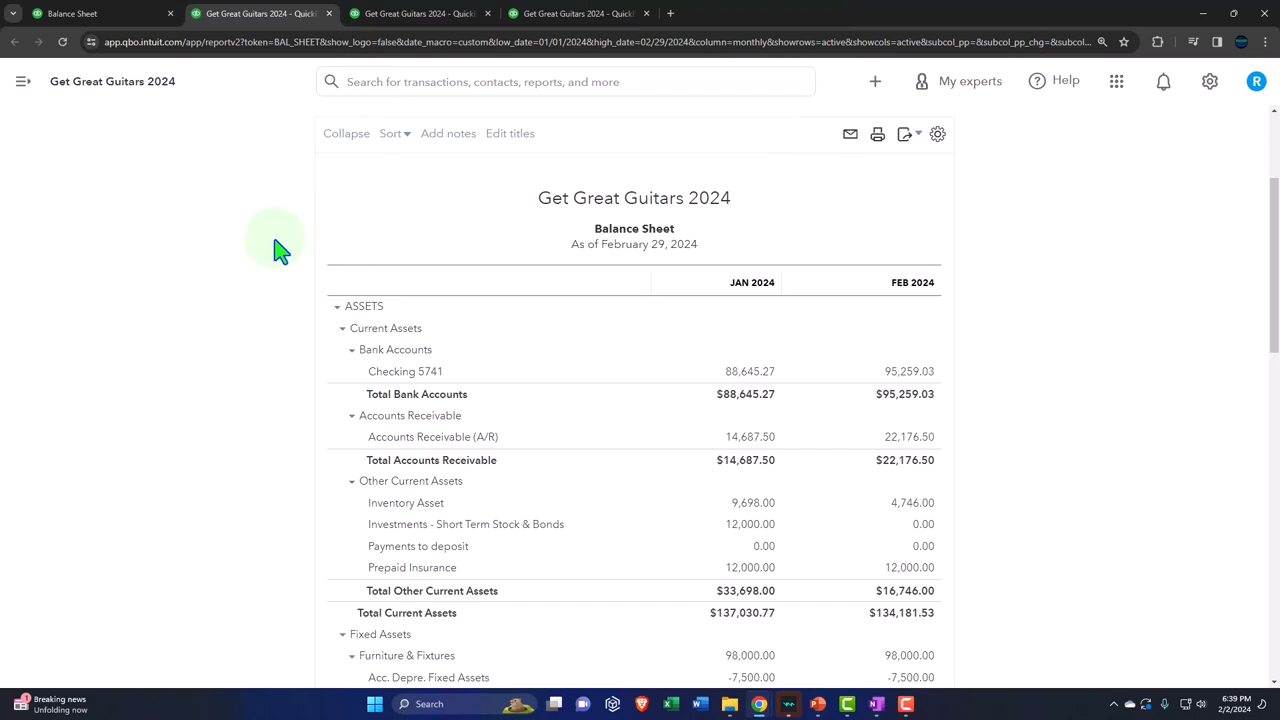 Balance Sheet
Get Great Guitars 2024 - QuickB
Get Great Guitars 2024 - QuickB
Get Great Guitars 2024 - QuickB
app.qbo.intuit.com/app/reportv2?token=BAL_SHEET&show_logo=false&date_macro=custom&low_date=01/01/2024&high_date=02/29/2024&column=monthly&showrows=active&showcols=active&subcol_pp=&subcol_pp_chg=&subcol...
Get Great Guitars 2024
Search for transactions, contacts, reports, and more
My experts
Help
R
Collapse Sort Add notes Edit titles
Get Great Guitars 2024
Balance Sheet
As of February 29, 2024
JAN 2024 FEB 2024
ASSETS
Current Assets
Bank Accounts
Checking 5741 88,645.27 95,259.03
Total Bank Accounts $88,645.27 $95,259.03
Accounts Receivable
Accounts Receivable (A/R) 14,687.50 22,176.50
Total Accounts Receivable $14,687.50 $22,176.50
Other Current Assets
Inventory Asset 9,698.00 4,746.00
Investments - Short Term Stock & Bonds 12,000.00 0.00
Payments to deposit 0.00 0.00
Prepaid Insurance 12,000.00 12,000.00
Total Other Current Assets $33,698.00 $16,746.00
Total Current Assets $137,030.77 $134,181.53
Fixed Assets
Furniture & Fixtures 98,000.00 98,000.00
Acc. Depre. Fixed Assets -7,500.00 -7,500.00
Breaking news
Unfolding now
Search
6:39 PM
2/2/2024